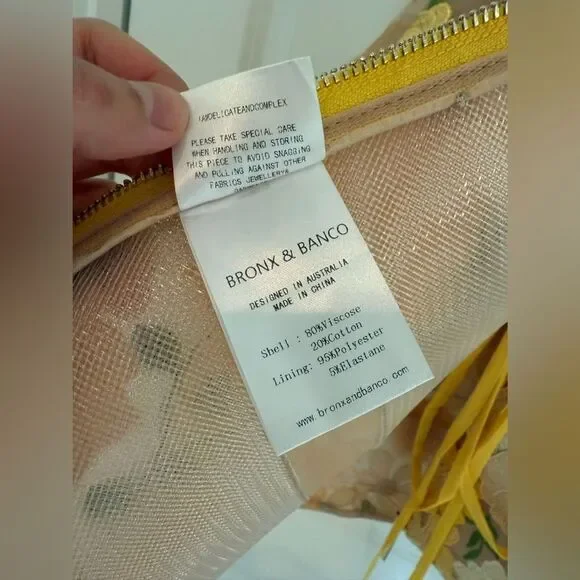 IAMDELICATEANDCOMPLEX
PLEASE TAKE SPECIAL CARE
WHEN HANDLING AND STORING
THIS PIECE TO AVOID SNAGGING
AND PULLING AGAINST OTHER
FABRICS JEWELLERY&
BRONX & BANCO
DESIGNED IN AUSTRALIA
MADE IN CHINA
Shell : 80%Viscose
20%Cotton
Lining: 95%Polyester
5%Elastane
www.bronxandbanco.com